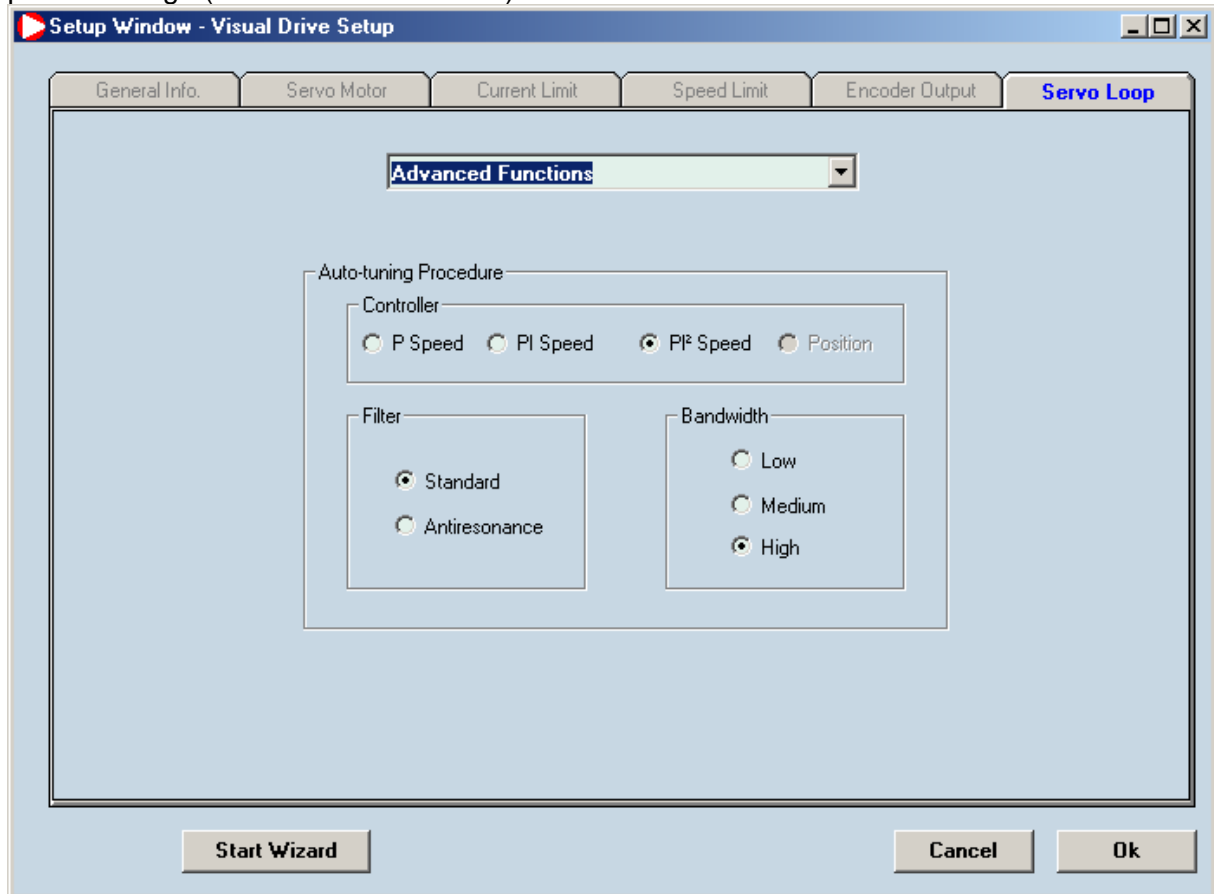 Setup Window - Visual Drive Setup
General Info. Servo Motor Current Limit Speed Limit Encoder Output Servo Loop
Advanced Functions
Auto-tuning Procedure
Controller
P Speed PI Speed PI² Speed Position
Filter Bandwidth
Low
Standard
Medium
Antiresonance
High
Start Wizard Cancel Ok